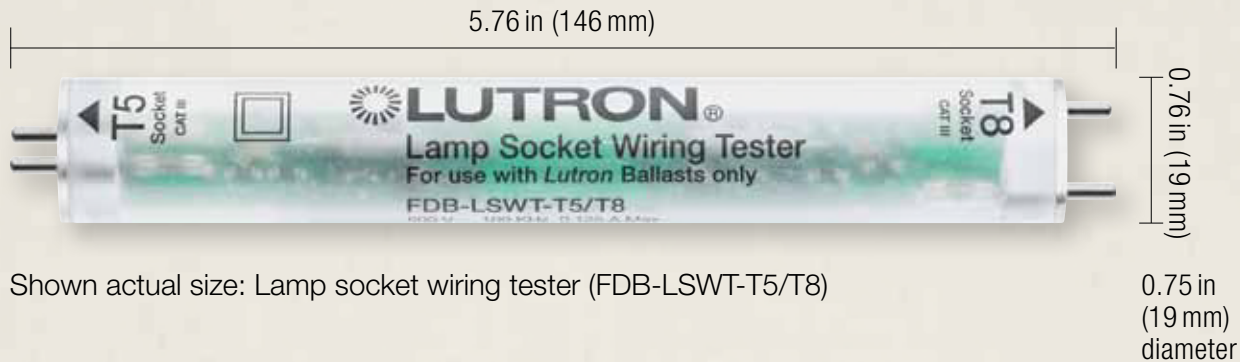 5.76 in (146 mm)
T5
Socket
CAT III
LUTRON®
Lamp Socket Wiring Tester
For use with Lutron Ballasts only
FDB-LSWT-T5/T8
T8
Socket
CAT III
0.76 in (19 mm)
Shown actual size: Lamp socket wiring tester (FDB-LSWT-T5/T8)
0.75 in
(19 mm)
diameter